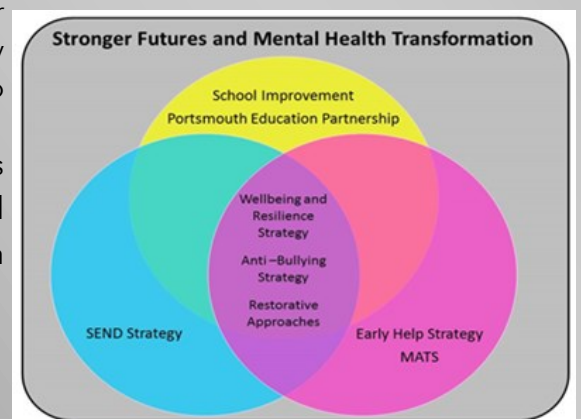 Stronger Futures and Mental Health Transformation
School Improvement
Portsmouth Education Partnership
Wellbeing and
Resilience
Strategy
Anti –Bullying
Strategy
Restorative
Approaches
SEND Strategy
Early Help Strategy
MATS